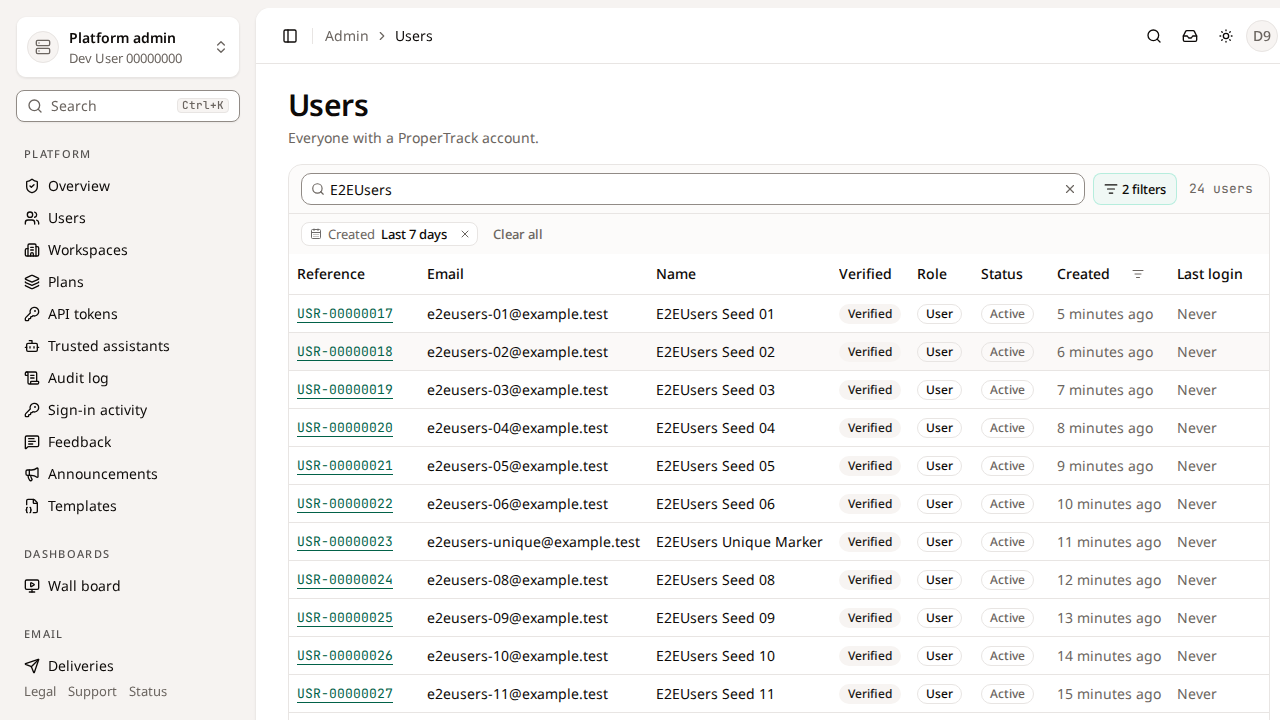 Platform admin
Dev User 00000000
Search Ctrl+K
PLATFORM
Overview
Users
Workspaces
Plans
API tokens
Trusted assistants
Audit log
Sign-in activity
Feedback
Announcements
Templates
DASHBOARDS
Wall board
EMAIL
Deliveries
Legal Support Status
Admin > Users
D9
Users
Everyone with a ProperTrack account.
E2EUsers 2 filters 24 users
Created Last 7 days Clear all
Reference Email Name Verified Role Status Created Last login
USR-00000017 e2eusers-01@example.test E2EUsers Seed 01 Verified User Active 5 minutes ago Never
USR-00000018 e2eusers-02@example.test E2EUsers Seed 02 Verified User Active 6 minutes ago Never
USR-00000019 e2eusers-03@example.test E2EUsers Seed 03 Verified User Active 7 minutes ago Never
USR-00000020 e2eusers-04@example.test E2EUsers Seed 04 Verified User Active 8 minutes ago Never
USR-00000021 e2eusers-05@example.test E2EUsers Seed 05 Verified User Active 9 minutes ago Never
USR-00000022 e2eusers-06@example.test E2EUsers Seed 06 Verified User Active 10 minutes ago Never
USR-00000023 e2eusers-unique@example.test E2EUsers Unique Marker Verified User Active 11 minutes ago Never
USR-00000024 e2eusers-08@example.test E2EUsers Seed 08 Verified User Active 12 minutes ago Never
USR-00000025 e2eusers-09@example.test E2EUsers Seed 09 Verified User Active 13 minutes ago Never
USR-00000026 e2eusers-10@example.test E2EUsers Seed 10 Verified User Active 14 minutes ago Never
USR-00000027 e2eusers-11@example.test E2EUsers Seed 11 Verified User Active 15 minutes ago Never